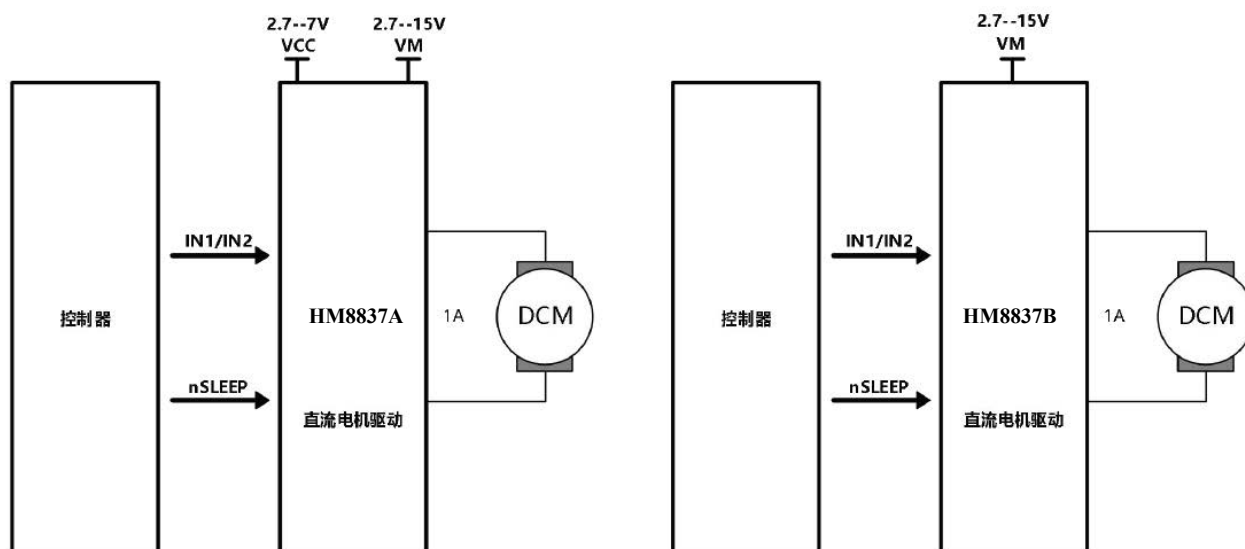 2.7--7V
VCC
2.7--15V
VM
IN1/IN2
控制器
HM8837A
1A
DCM
nSLEEP
直流电机驱动
2.7--15V
VM
IN1/IN2
控制器
HM8837B
1A
DCM
nSLEEP
直流电机驱动